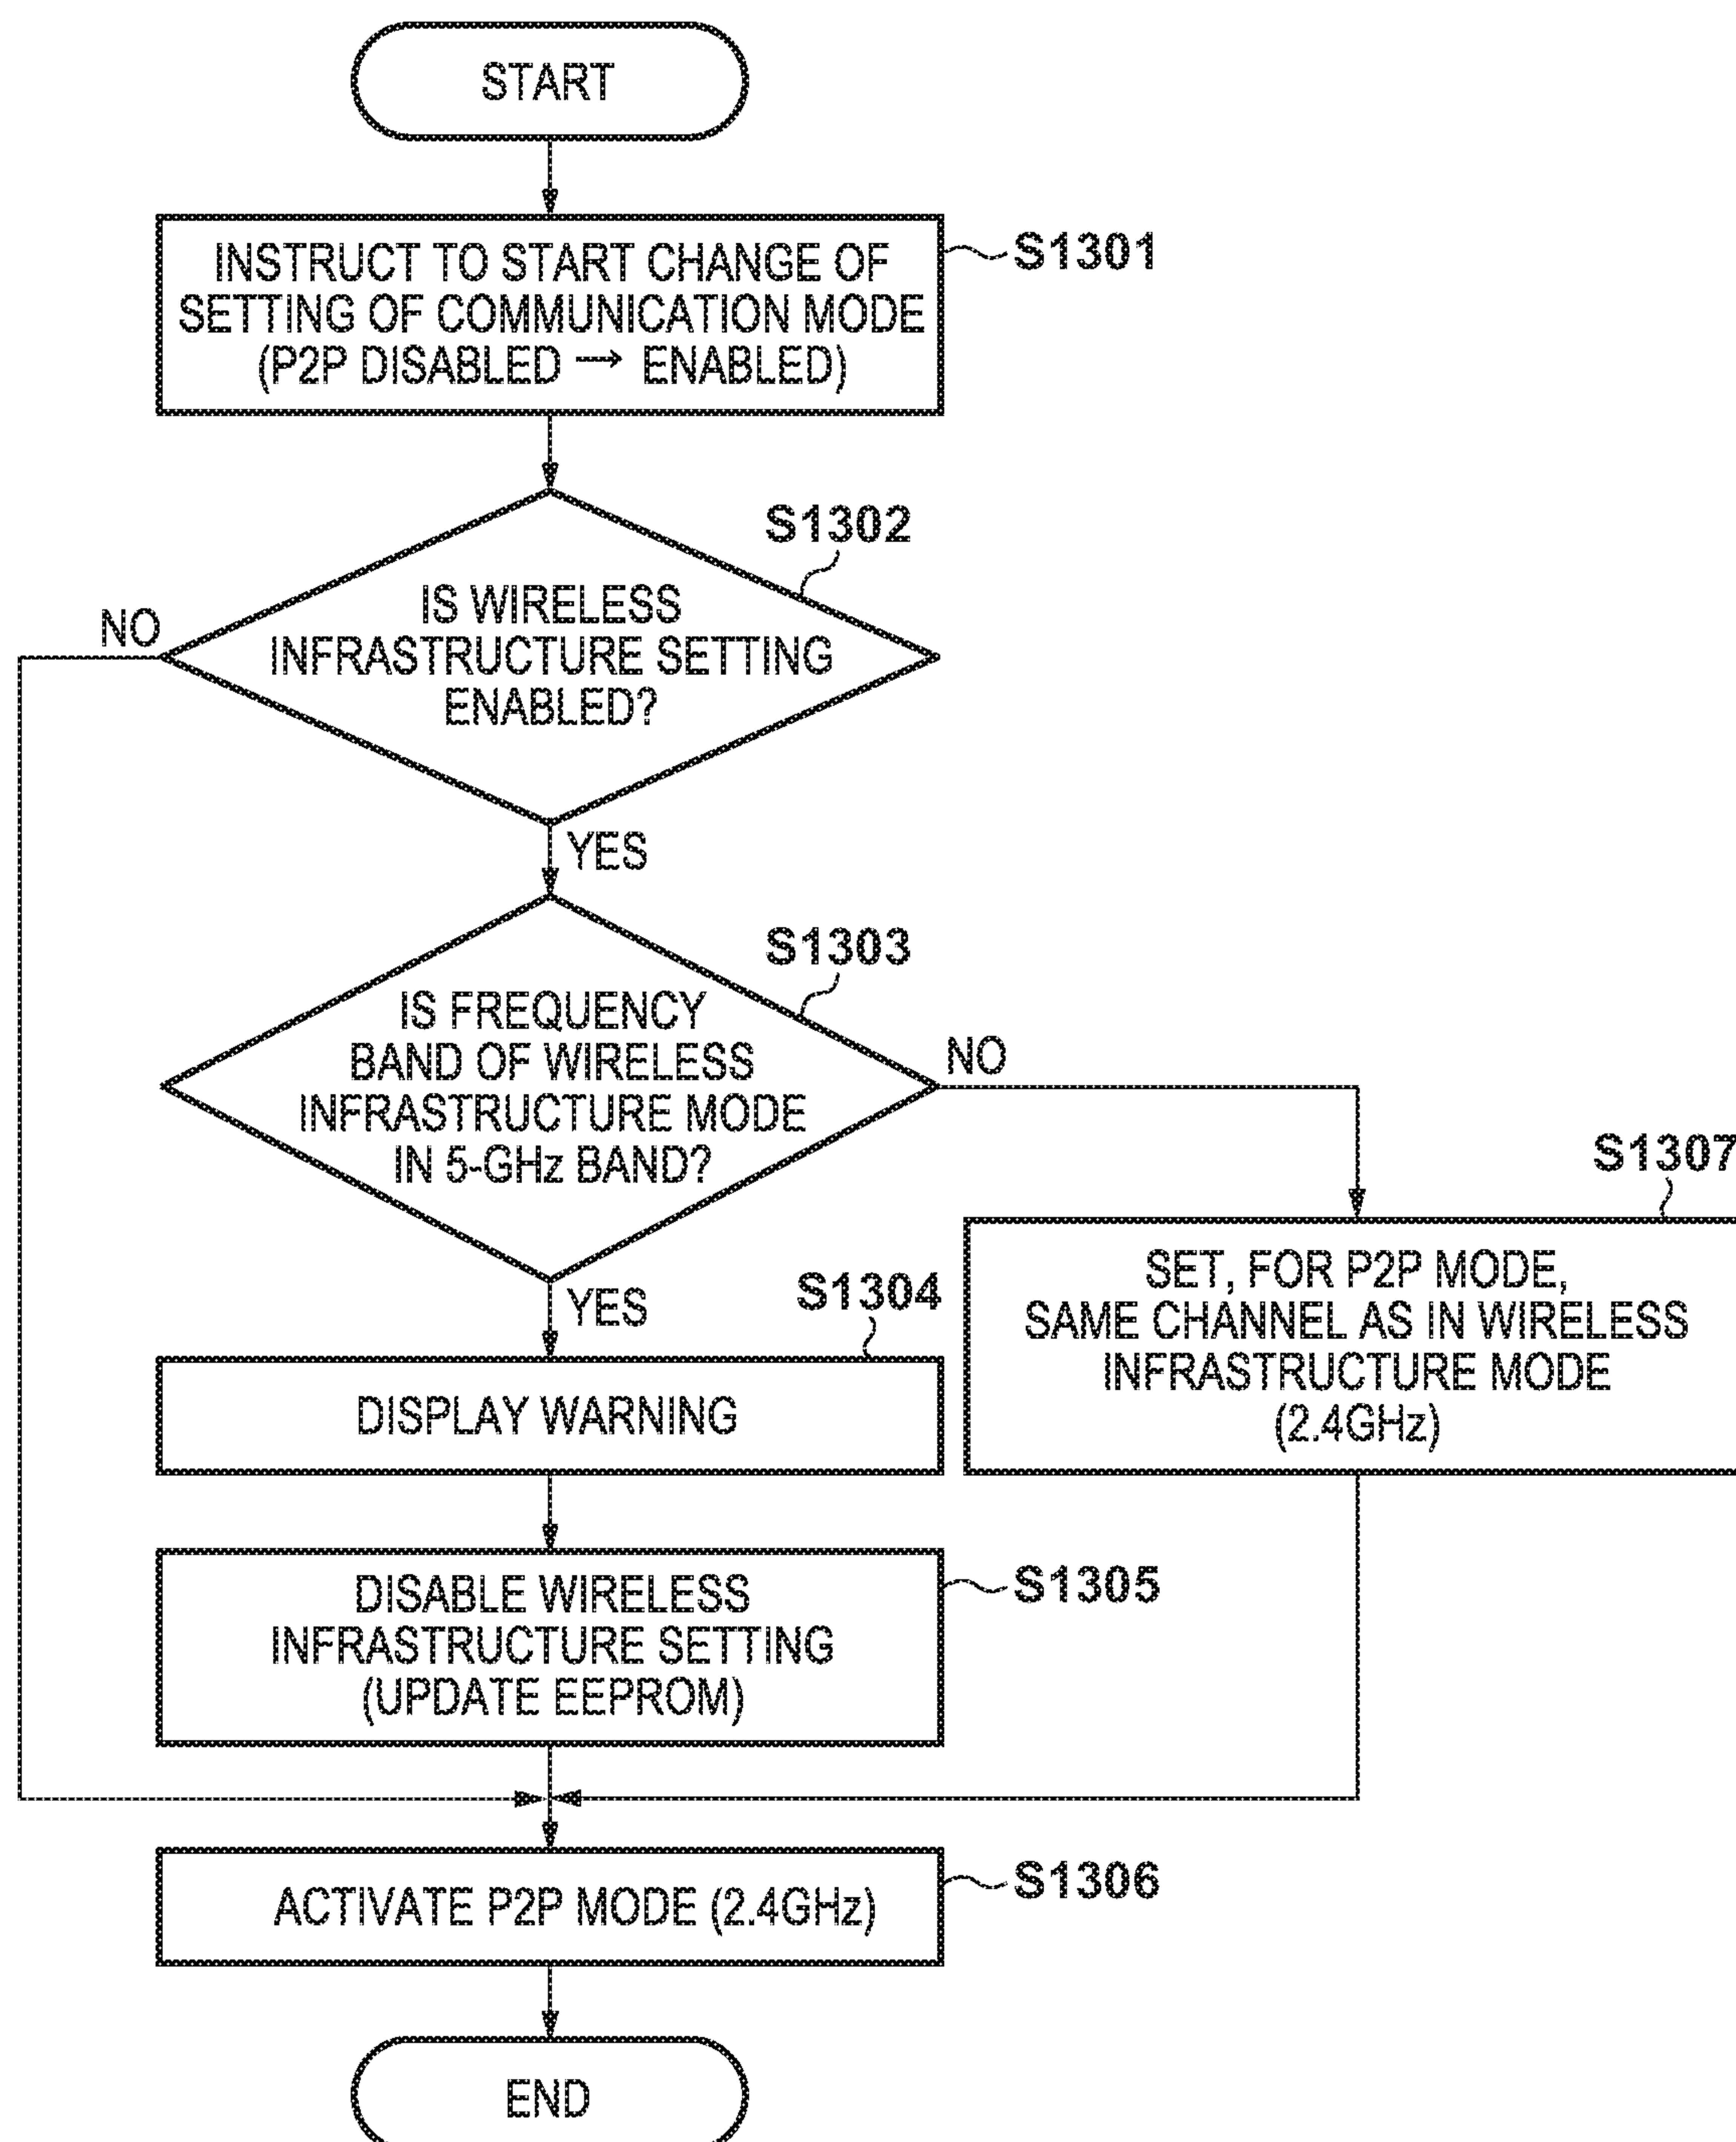 START
INSTRUCT TO START CHANGE OF
SETTING OF COMMUNICATION MODE
(P2P DISABLED → ENABLED)
S1301
S1302
IS WIRELESS
INFRASTRUCTURE SETTING
ENABLED?
NO
YES
S1303
IS FREQUENCY
BAND OF WIRELESS
INFRASTRUCTURE MODE
IN 5-GHz BAND?
NO
YES
S1307
SET, FOR P2P MODE,
SAME CHANNEL AS IN WIRELESS
INFRASTRUCTURE MODE
(2.4GHz)
S1304
DISPLAY WARNING
DISABLE WIRELESS
INFRASTRUCTURE SETTING
(UPDATE EEPROM)
S1305
ACTIVATE P2P MODE (2.4GHz)
S1306
END